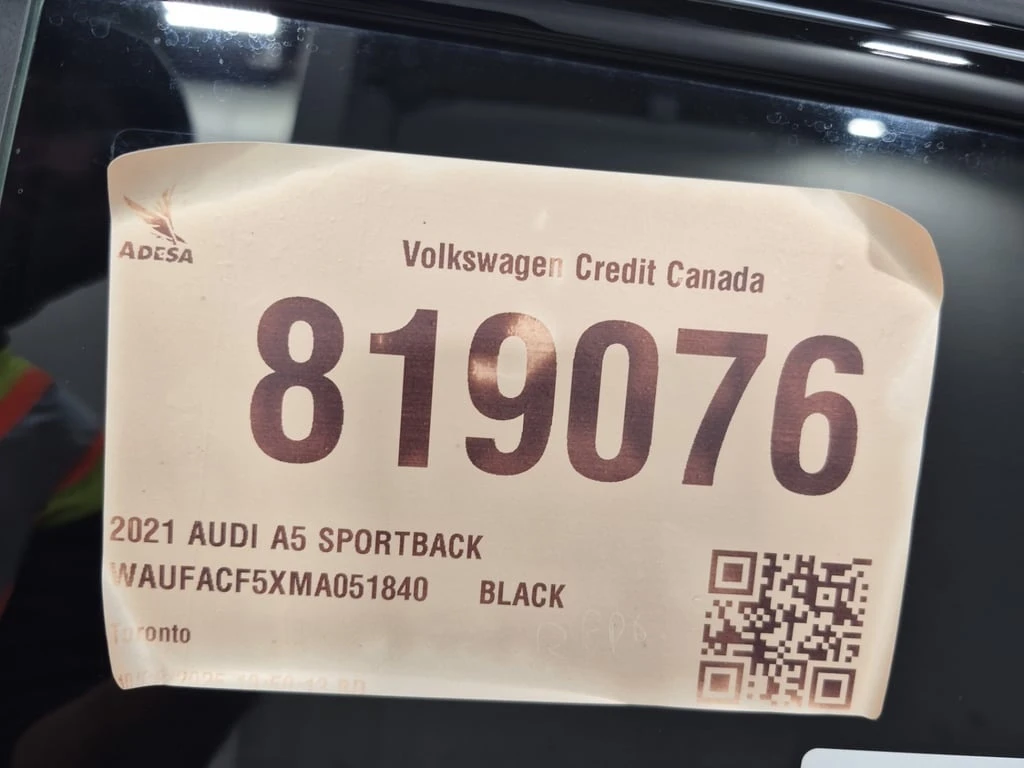 ADESA
Volkswagen Credit Canada
819076
2021 AUDI A5 SPORTBACK
WAUFACF5XMA051840 BLACK
Toronto